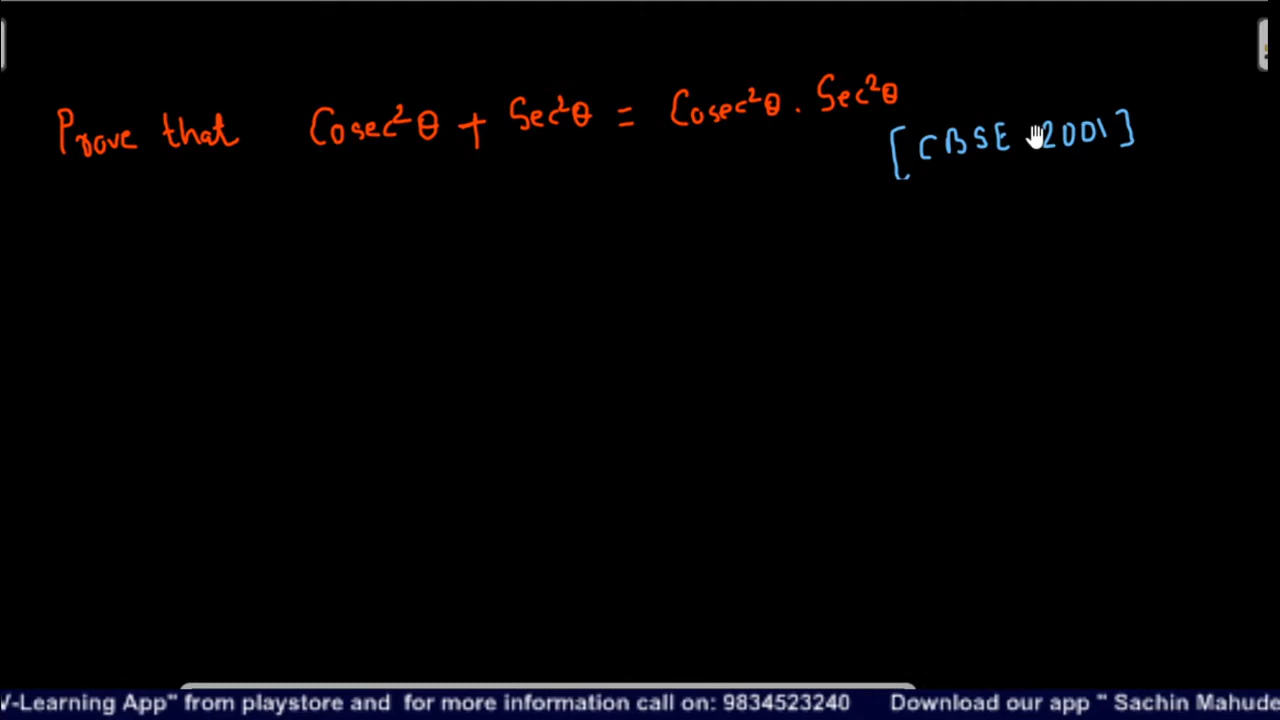 Prove that Cosec²θ + Sec²θ = Cosec²θ . Sec²θ
[CBSE 2001]
V-Learning App" from playstore and for more information call on: 9834523240 Download our app " Sachin Mahude